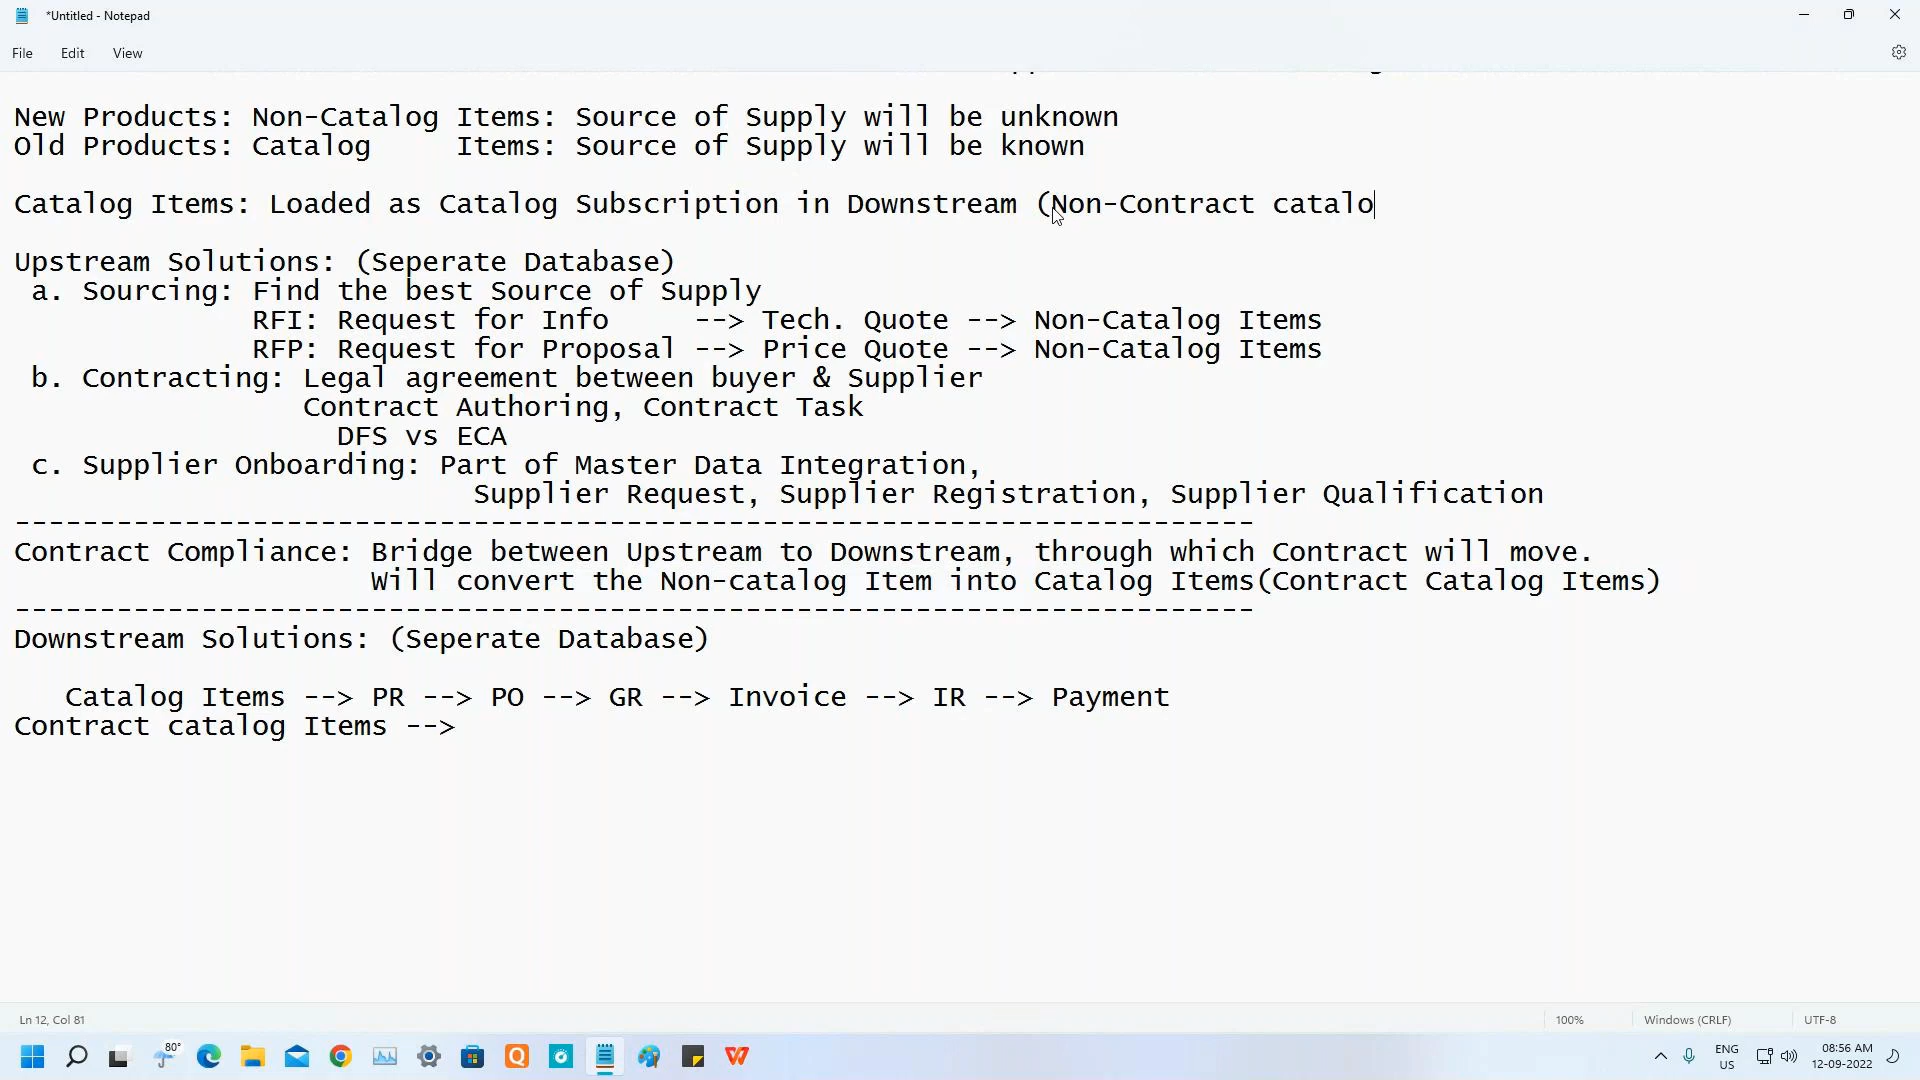 *Untitled - Notepad
File Edit View
New Products: Non-Catalog Items: Source of Supply will be unknown
Old Products: Catalog     Items: Source of Supply will be known
Catalog Items: Loaded as Catalog Subscription in Downstream (Non-Contract catalo
Upstream Solutions: (Seperate Database)
 a. Sourcing: Find the best Source of Supply
              RFI: Request for Info     --> Tech. Quote --> Non-Catalog Items
              RFP: Request for Proposal --> Price Quote --> Non-Catalog Items
 b. Contracting: Legal agreement between buyer & Supplier
                 Contract Authoring, Contract Task
                   DFS vs ECA
 c. Supplier Onboarding: Part of Master Data Integration,
                           Supplier Request, Supplier Registration, Supplier Qualification
-------------------------------------------------------------------------
Contract Compliance: Bridge between Upstream to Downstream, through which Contract will move.
                     Will convert the Non-catalog Item into Catalog Items(Contract Catalog Items)
-------------------------------------------------------------------------
Downstream Solutions: (Seperate Database)
   Catalog Items --> PR --> PO --> GR --> Invoice --> IR --> Payment
Contract catalog Items -->
Ln 12, Col 81 100% Windows (CRLF) UTF-8
80°
ENG
US
08:56 AM
12-09-2022